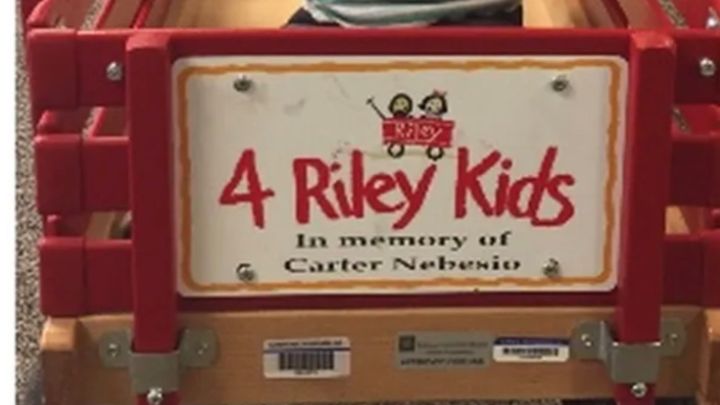 Riley
4 Riley Kids
In memory of
Carter Nebesio